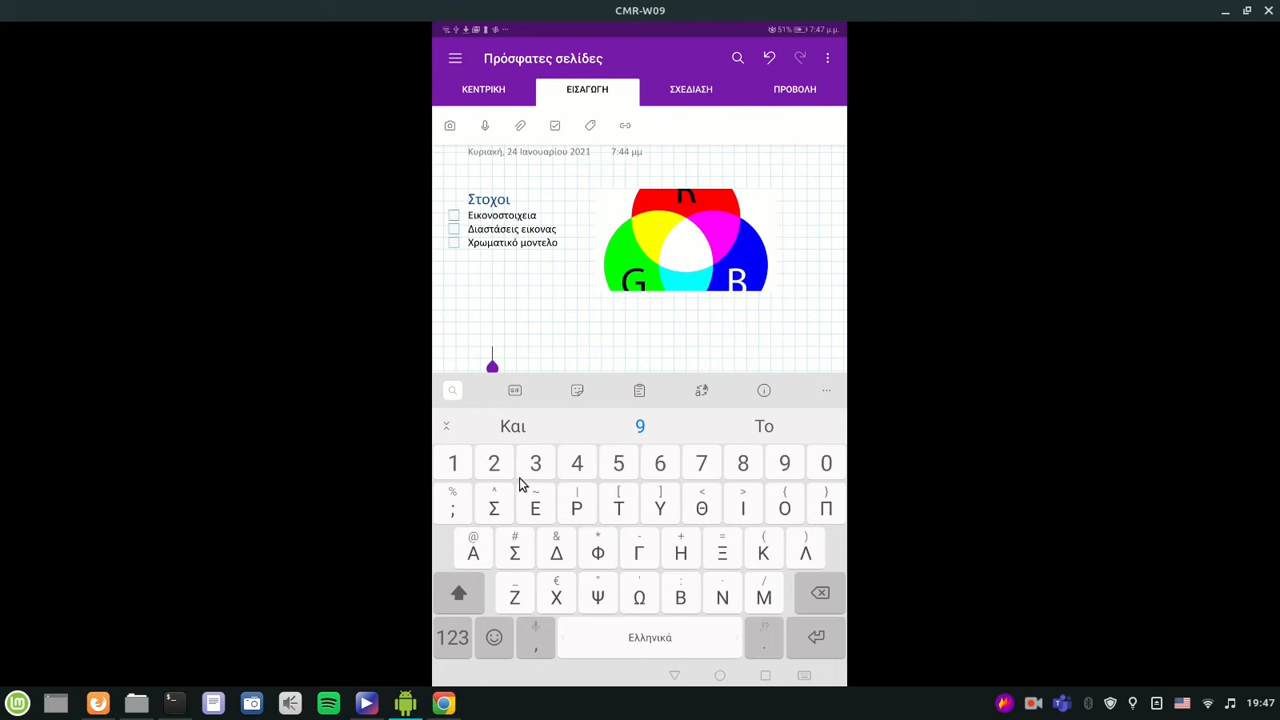 CMR-W09
51% 7:47 μ.μ.
Πρόσφατες σελίδες
ΚΕΝΤΡΙΚΗ ΕΙΣΑΓΩΓΗ ΣΧΕΔΙΑΣΗ ΠΡΟΒΟΛΗ
Κυριακή, 24 Ιανουαρίου 2021 7:44 μμ
Στοχοι
Εικονοστοιχεια
Διαστάσεις εικονας
Χρωματικό μοντελο
R
G B
GIF
Και 9 Το
1 2 3 4 5 6 7 8 9 0
% ^ ~ | [ ] < > { }
; Σ Ε Ρ Τ Υ Θ Ι Ο Π
@ # & * - + = ( )
Α Σ Δ Φ Γ Η Ξ Κ Λ
_ € " ' : · /
Ζ Χ Ψ Ω Β Ν Μ
123 , Ελληνικά .
19:47